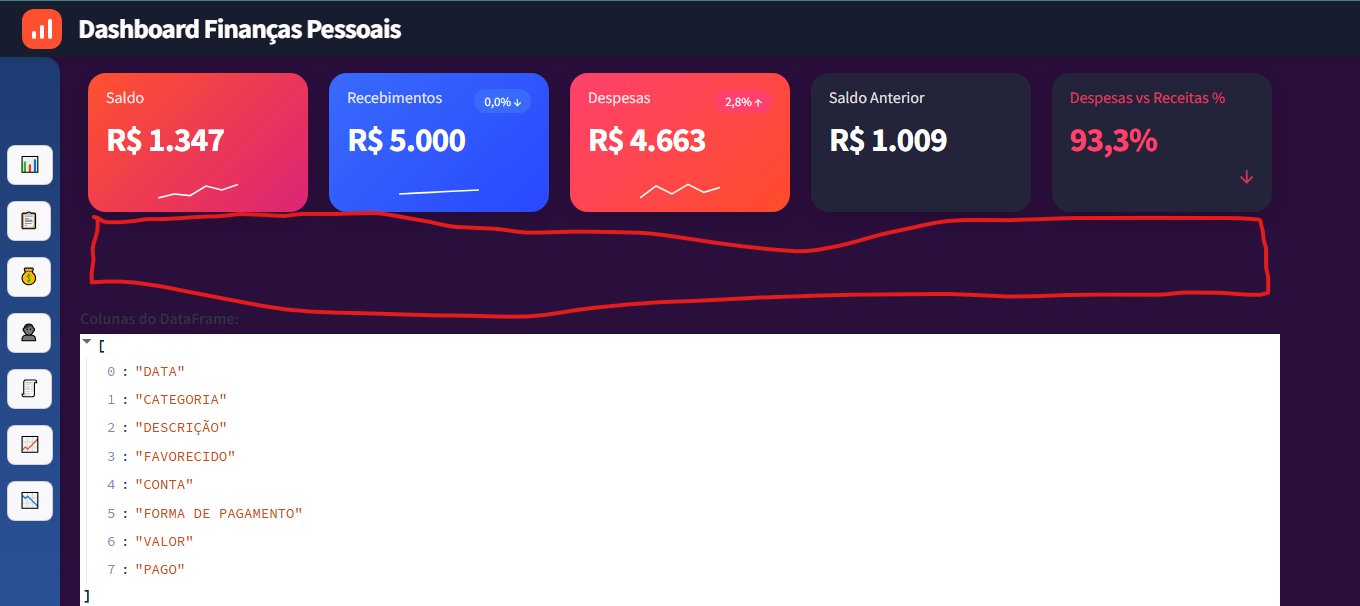 Dashboard Finanças Pessoais
Saldo
R$ 1.347
Recebimentos
0,0% ↓
R$ 5.000
Despesas
2,8% ↑
R$ 4.663
Saldo Anterior
R$ 1.009
Despesas vs Receitas %
93,3%
↓
Colunas do DataFrame:
[
0 : "DATA"
1 : "CATEGORIA"
2 : "DESCRIÇÃO"
3 : "FAVORECIDO"
4 : "CONTA"
5 : "FORMA DE PAGAMENTO"
6 : "VALOR"
7 : "PAGO"
]